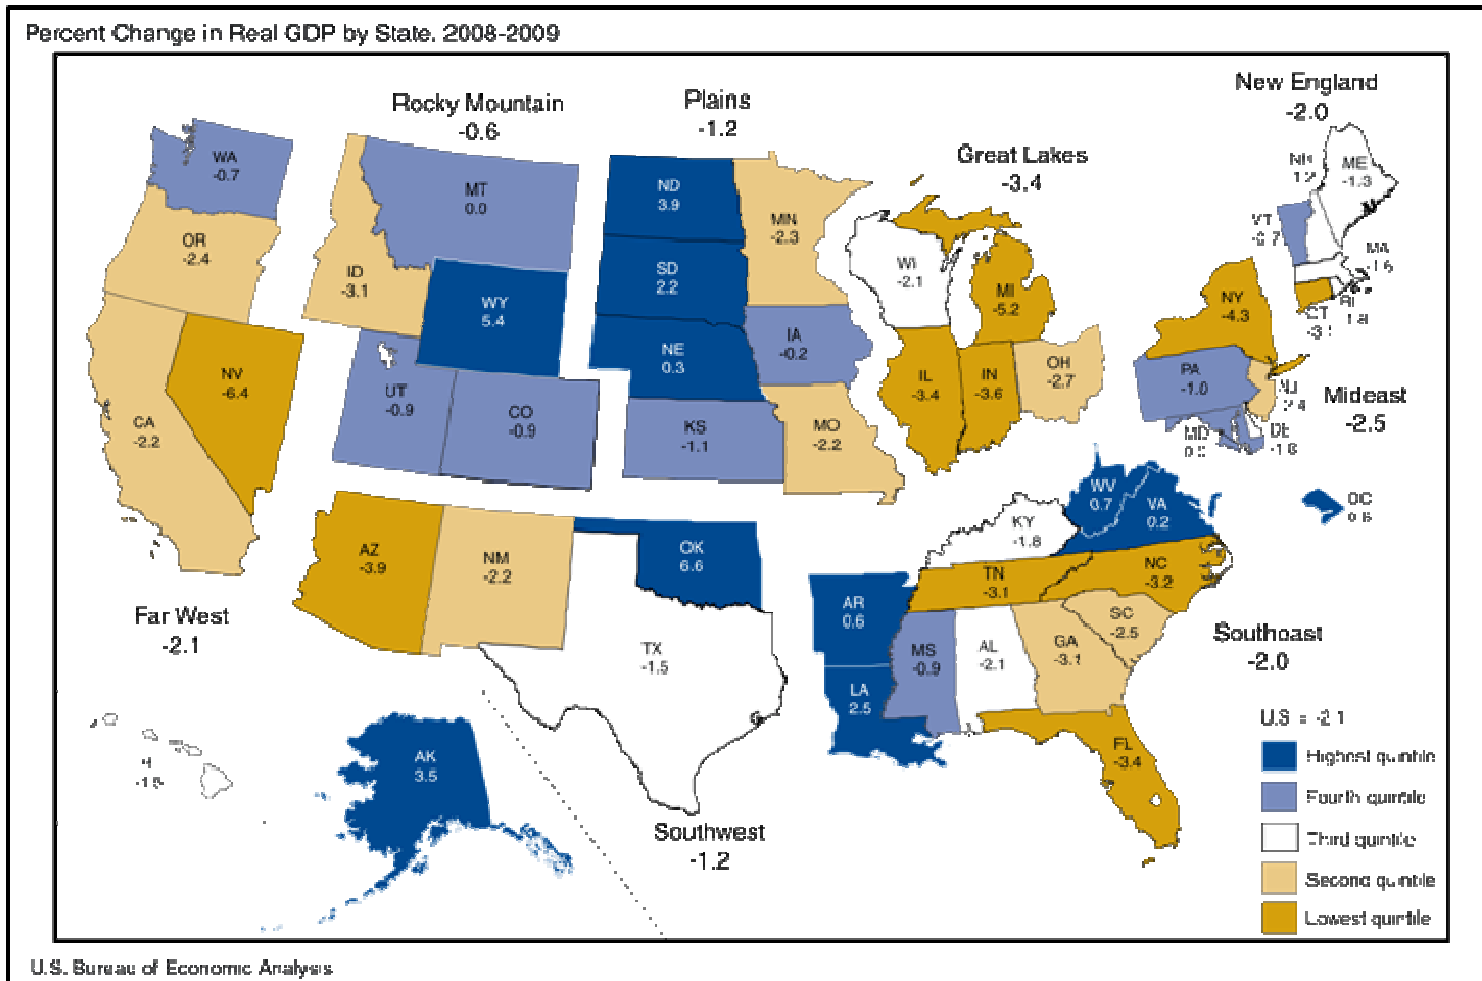 Percent Change in Real GDP by State, 2008-2009
Rocky Mountain
-0.6
Plains
-1.2
New England
-2.0
Great Lakes
-3.4
WA
-0.7
MT
0.0
ND
3.9
MN
-2.3
ME
-1.3
OR
-2.4
ID
-3.1
SD
2.2
WI
-2.1
VT
MA
WY
5.4
MI
-5.2
NY
-4.3
NE
0.3
IA
-0.2
NV
-6.4
UT
-0.9
CO
-0.9
IL
-3.4
IN
-3.6
OH
-2.7
PA
-1.0
Mideast
-2.5
CA
-2.2
KS
-1.1
MO
-2.2
MD
DE
WV
0.7
VA
0.2
DC
KY
-1.8
AZ
-3.9
NM
-2.2
OK
6.6
TN
-3.1
NC
-3.2
AR
0.6
SC
-2.5
Far West
-2.1
TX
-1.5
MS
-0.9
AL
-2.1
GA
-3.1
Southeast
-2.0
LA
2.5
AK
3.5
FL
-3.4
U.S. = -2.1
Highest quintile
Fourth quintile
Third quintile
Second quintile
Lowest quintile
Southwest
-1.2
U.S. Bureau of Economic Analysis